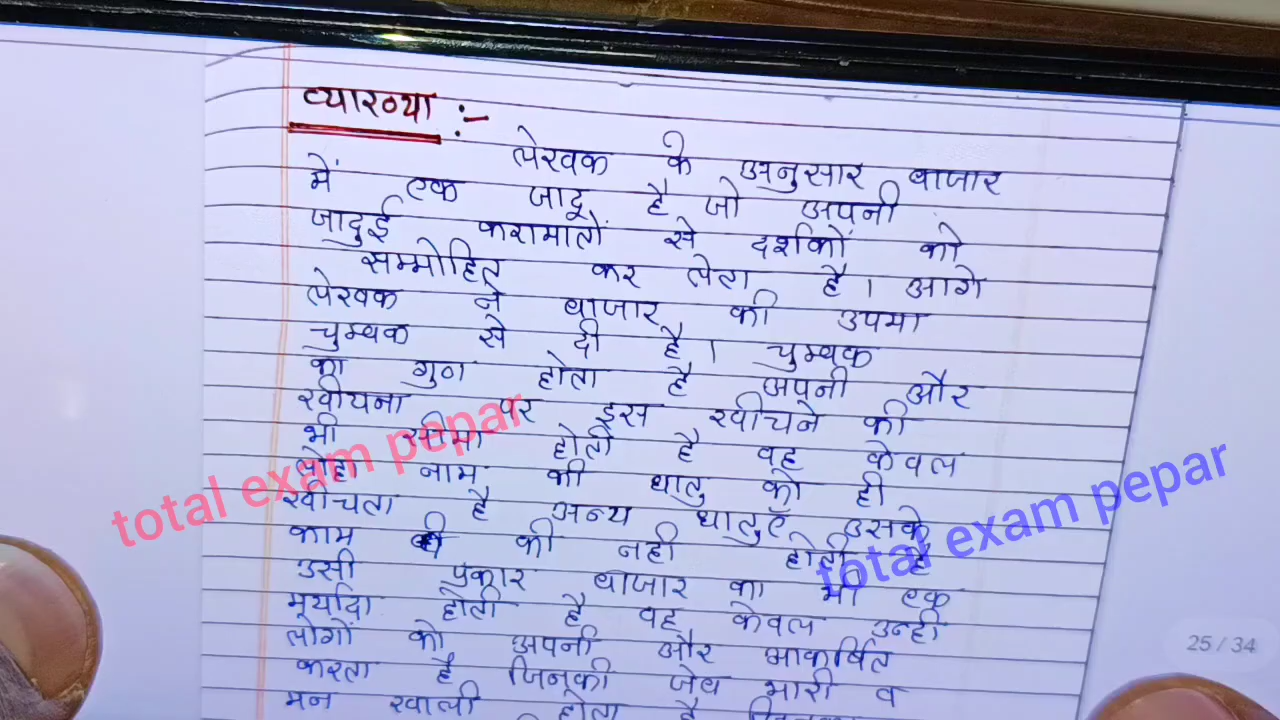 व्याख्या :-
लेखक के अनुसार बाजार
में एक जादू है जो अपनी
जादुई करामातों से दर्शकों को
सम्मोहित कर लेता है। आगे
लेखक ने बाजार की उपमा
चुम्बक से दी है। चुम्बक
का गुण होता है अपनी और
खीचना पर इस खीचने की
भी सीमा होती है वह केवल
लोहा नाम की धातु को ही
खीचता है अन्य धातुएँ उसके
काम की नही होती है
उसी प्रकार बाजार का भी एक
मर्यादा होती है वह केवल उन्ही
लोगों को अपनी और आकर्षित
करता है जिनकी जेब भारी व
मन खाली होता है
total exam pepar
total exam pepar
25 / 34